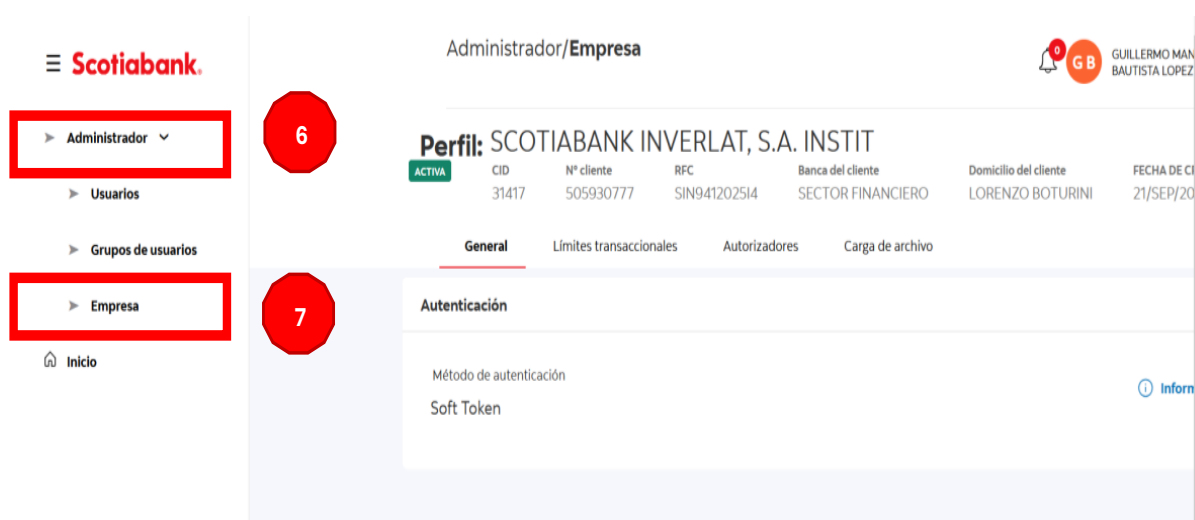 Scotiabank.
Administrador
Usuarios
Grupos de usuarios
Empresa
Inicio
6
7
Administrador/Empresa
0
GB
GUILLERMO MAN
BAUTISTA LOPEZ
Perfil: SCOTIABANK INVERLAT, S.A. INSTIT
ACTIVA
CID Nº cliente RFC Banca del cliente Domicilio del cliente FECHA DE
31417 505930777 SIN9412025I4 SECTOR FINANCIERO LORENZO BOTURINI 21/SEP/20
General Límites transaccionales Autorizadores Carga de archivo
Autenticación
Método de autenticación
Soft Token
Inform